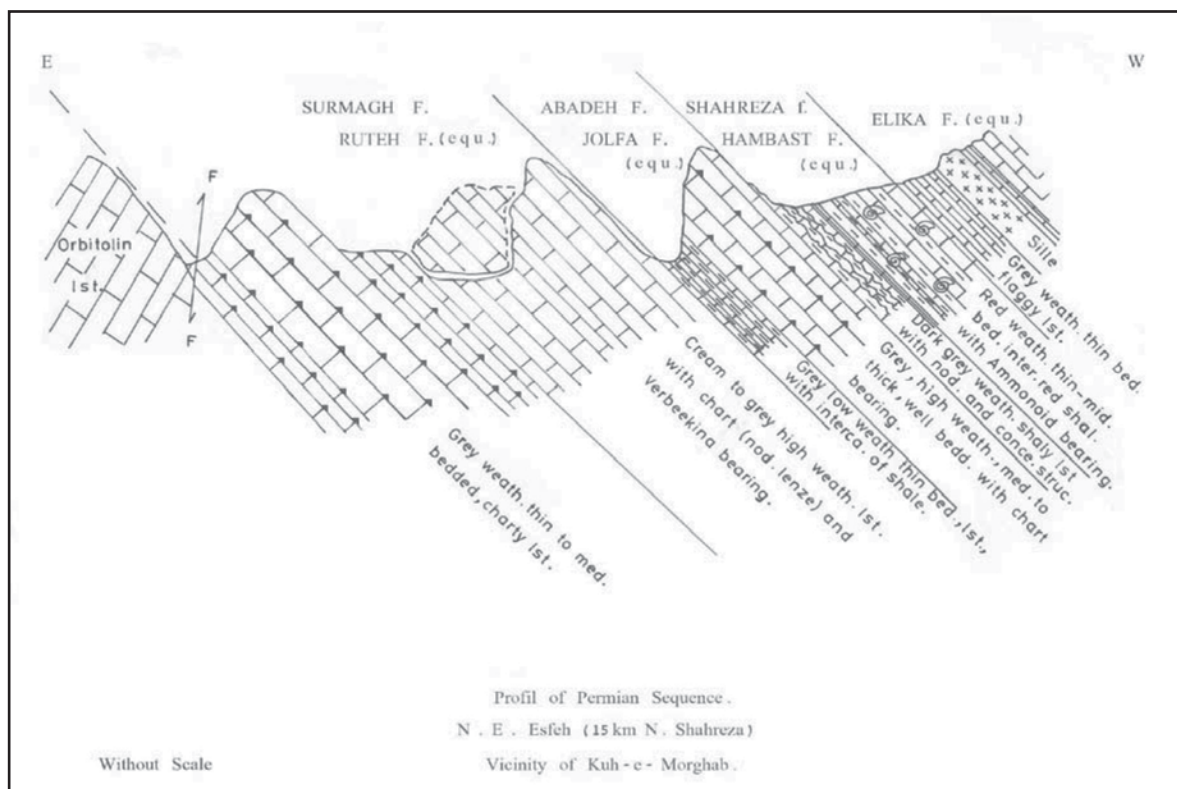 E
W
SURMAGH F.
RUTEH F. (equ.)
ABADEH F.
JOLFA F.
(equ.)
SHAHREZA f.
HAMBAST F.
(equ.)
ELIKA F. (equ.)
Orbitolin
lst.
F
F
Grey weath. thin to med.
bedded, charty lst.
Cream to grey high weath. lst.
with chart (nod. lenze) and
Verbeekina bearing.
Grey low weath thin bed., lst.,
with interca. of shale.
Grey, high weath., med. to
thick, well bedd. with chart
bearing.
Dark grey weath. shaly lst
with nod. and conce. struc.
Red weath. thin-mid.
bed. inter. red shal.
with Ammonoid bearing.
Grey weath. thin bed.
flaggy lst.
Sille
Profil of Permian Sequence.
N. E. Esfeh (15 km N. Shahreza)
Without Scale
Vicinity of Kuh-e-Morghab.